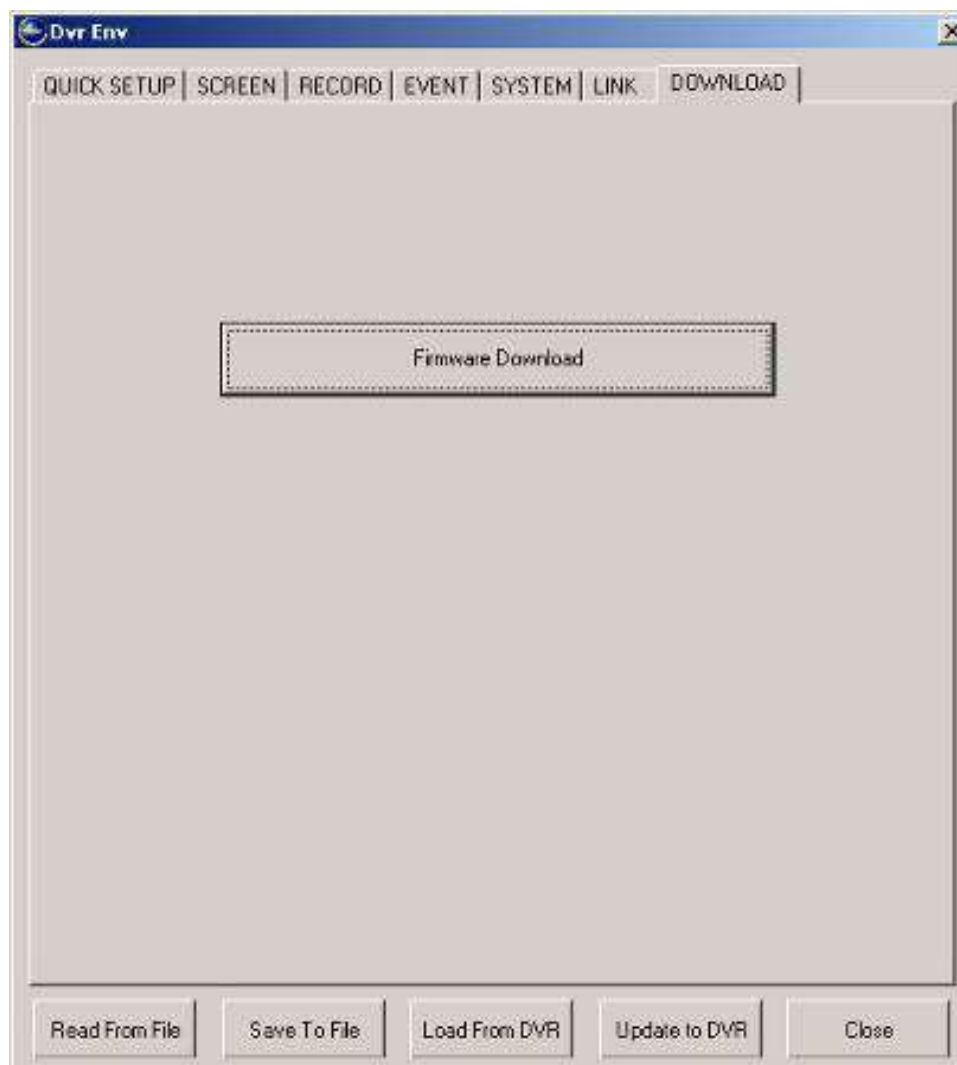 Dvr Env
QUICK SETUP SCREEN RECORD EVENT SYSTEM LINK DOWNLOAD
Firmware Download
Read From File Save To File Load From DVR Update to DVR Close